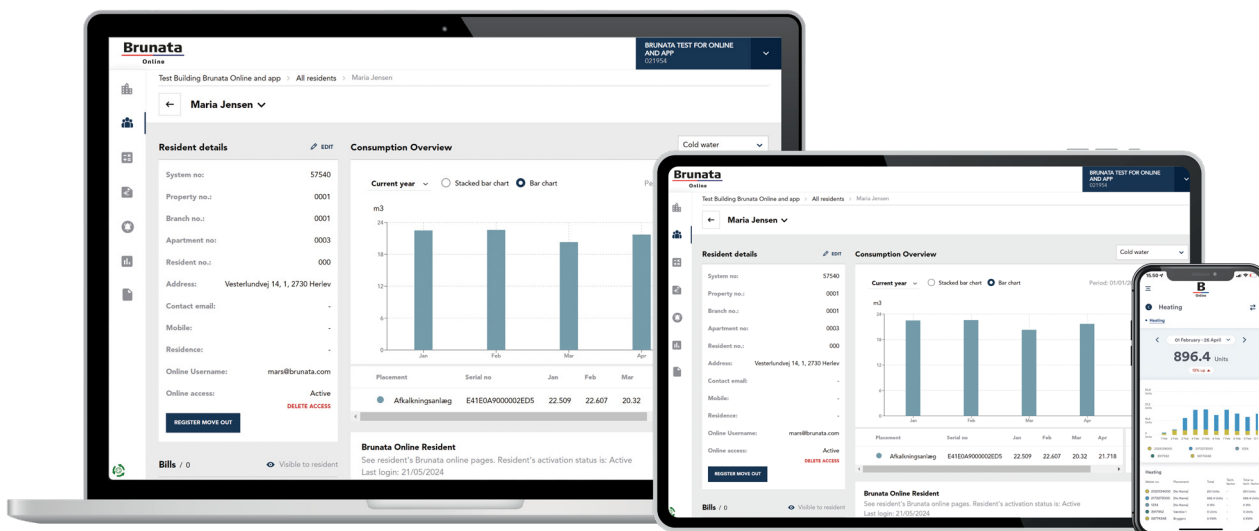 Brunata
Online
BRUNATA TEST FOR ONLINE
AND APP
021954
Test Building Brunata Online and app > All residents > Maria Jensen
← Maria Jensen
Resident details
EDIT
System no: 57540
Property no.: 0001
Branch no.: 0001
Apartment no: 0003
Resident no.: 000
Address: Vesterlundvej 14, 1, 2730 Herlev
Contact email: -
Mobile: -
Residence: -
Online Username: mars@brunata.com
Online access: Active
DELETE ACCESS
REGISTER MOVE OUT
Bills / 0
Visible to resident
Consumption Overview
Cold water
Current year
Stacked bar chart
Bar chart
m3
24
18
12
6
0
Jan Feb Mar Apr
Placement Serial no Jan Feb Mar
Afkalkningsanlæg E41E0A9000002ED5 22.509 22.607 20.32
Brunata Online Resident
See resident's Brunata online pages. Resident's activation status is: Active
Last login: 21/05/2024
Brunata
Online
BRUNATA TEST FOR ONLINE
AND APP
021954
Test Building Brunata Online and app > All residents > Maria Jensen
← Maria Jensen
Resident details
EDIT
System no: 57540
Property no.: 0001
Branch no.: 0001
Apartment no: 0003
Resident no.: 000
Address: Vesterlundvej 14, 1, 2730 Herlev
Contact email: -
Mobile: -
Residence: -
Online Username: mars@brunata.com
Online access: Active
DELETE ACCESS
REGISTER MOVE OUT
Bills / 0
Visible to resident
Consumption Overview
Cold water
Current year
Stacked bar chart
Bar chart
Period: 01/01/
m3
24
18
12
6
0
Jan Feb Mar Apr
Placement Serial no Jan Feb Mar Apr
Afkalkningsanlæg E41E0A9000002ED5 22.509 22.607 20.32 21.718
Brunata Online Resident
See resident's Brunata online pages. Resident's activation status is: Active
Last login: 21/05/2024
15.50
B
Online
Heating
Heating
01 February - 26 April
896.4 Units
10% up
Heating